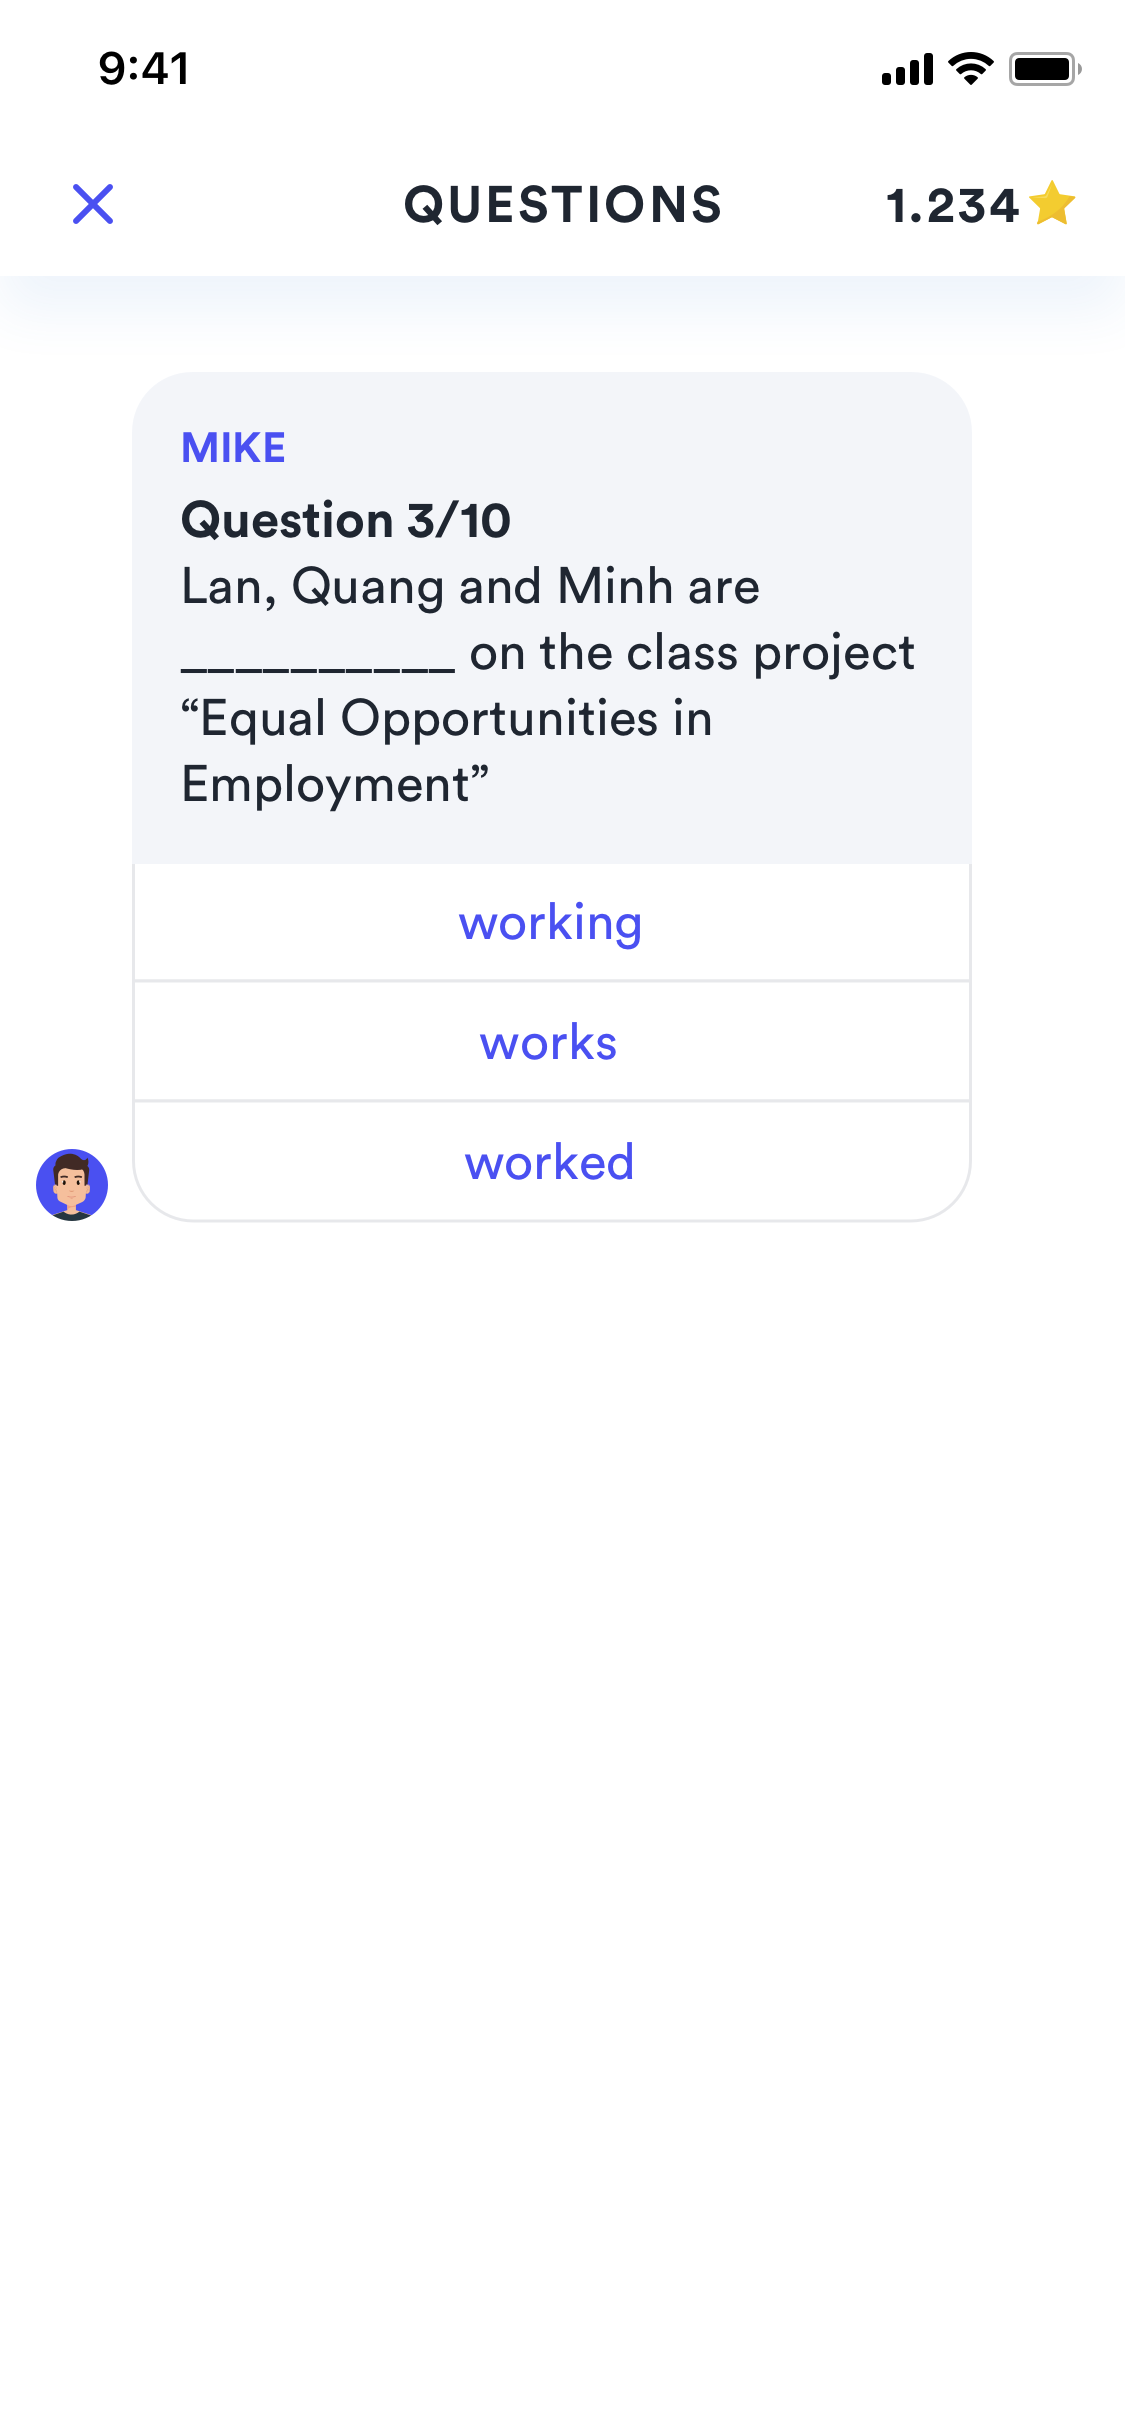 9:41
QUESTIONS
1.234
MIKE
Question 3/10
Lan, Quang and Minh are
__________ on the class project
“Equal Opportunities in
Employment”
working
works
worked